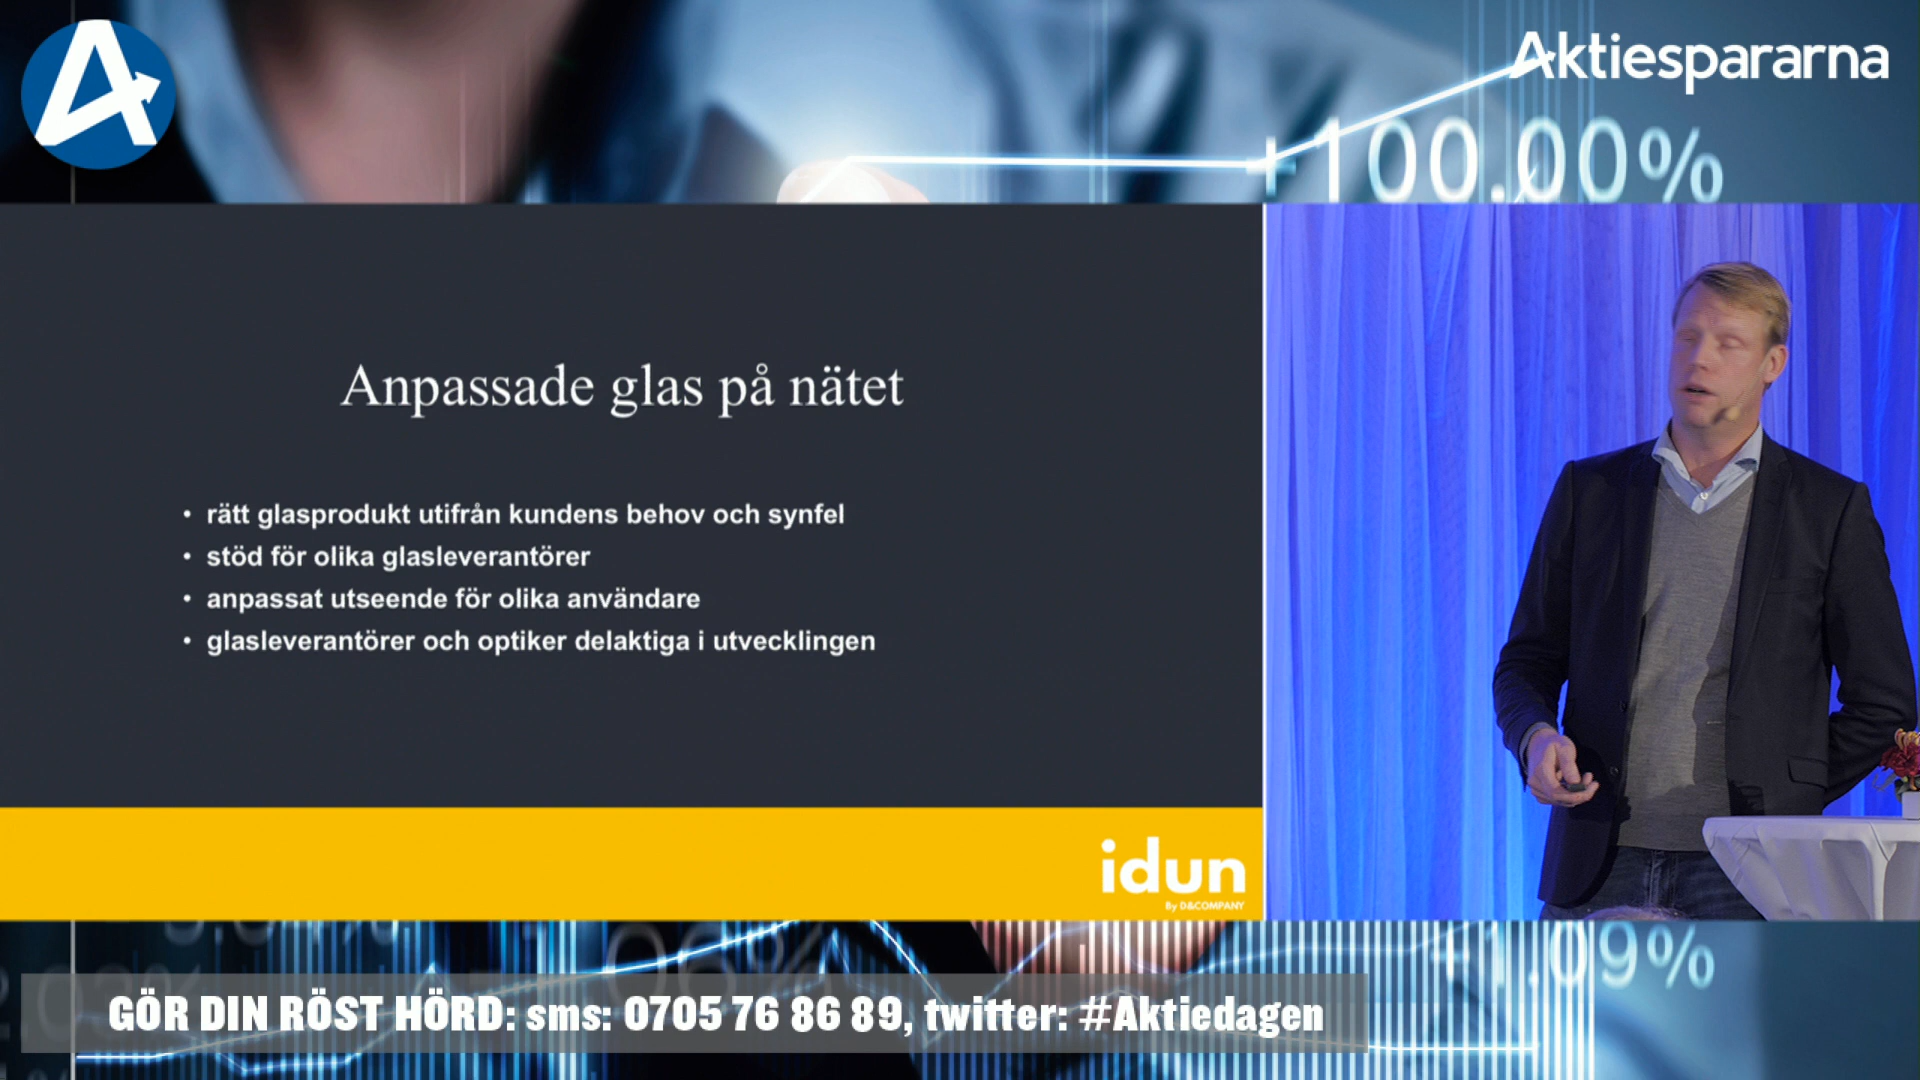 Aktiespararna
+100.00%
Anpassade glas på nätet
• rätt glasprodukt utifrån kundens behov och synfel
• stöd för olika glasleverantörer
• anpassat utseende för olika användare
• glasleverantörer och optiker delaktiga i utvecklingen
idun
By D&COMPANY
+1.09%
GÖR DIN RÖST HÖRD: sms: 0705 76 86 89, twitter: #Aktiedagen